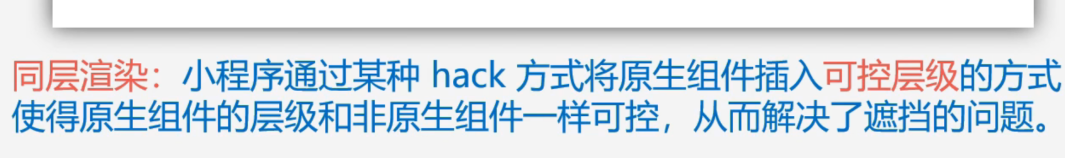 同层渲染：小程序通过某种 hack 方式将原生组件插入可控层级的方式
使得原生组件的层级和非原生组件一样可控，从而解决了遮挡的问题。